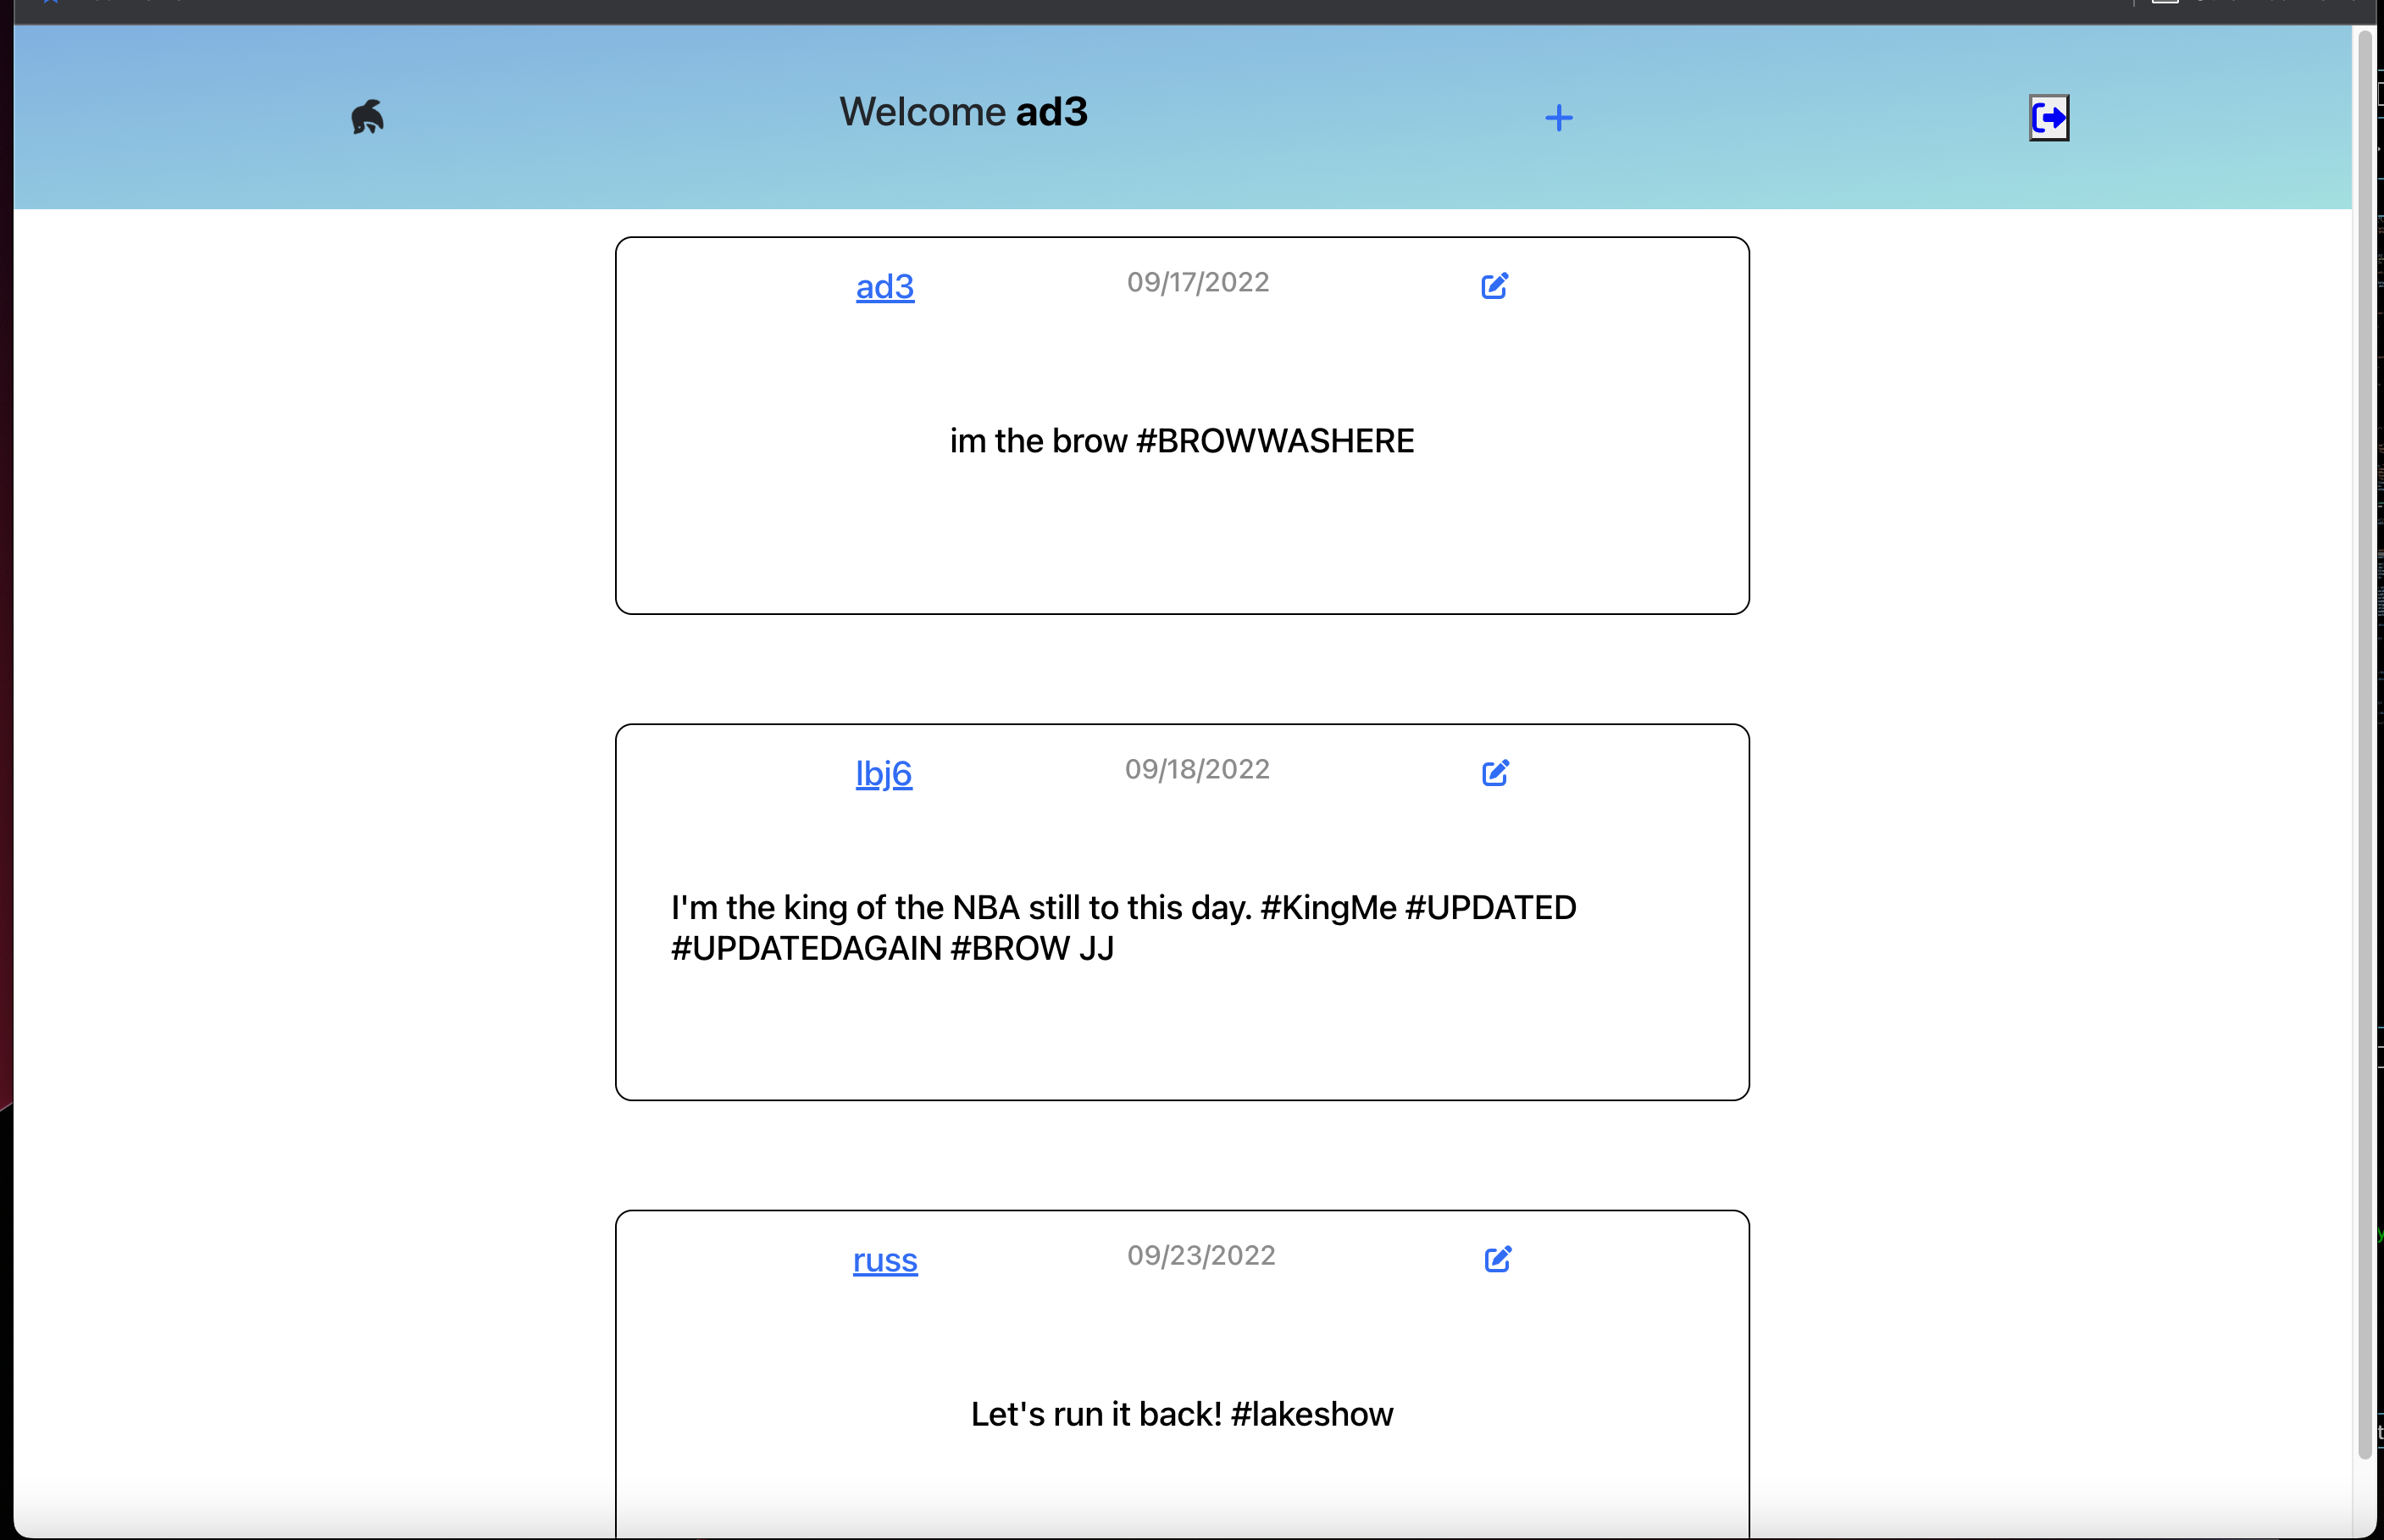 Welcome ad3
ad3 09/17/2022
im the brow #BROWWASHERE
lbj6 09/18/2022
I'm the king of the NBA still to this day. #KingMe #UPDATED
#UPDATEDAGAIN #BROW JJ
russ 09/23/2022
Let's run it back! #lakeshow